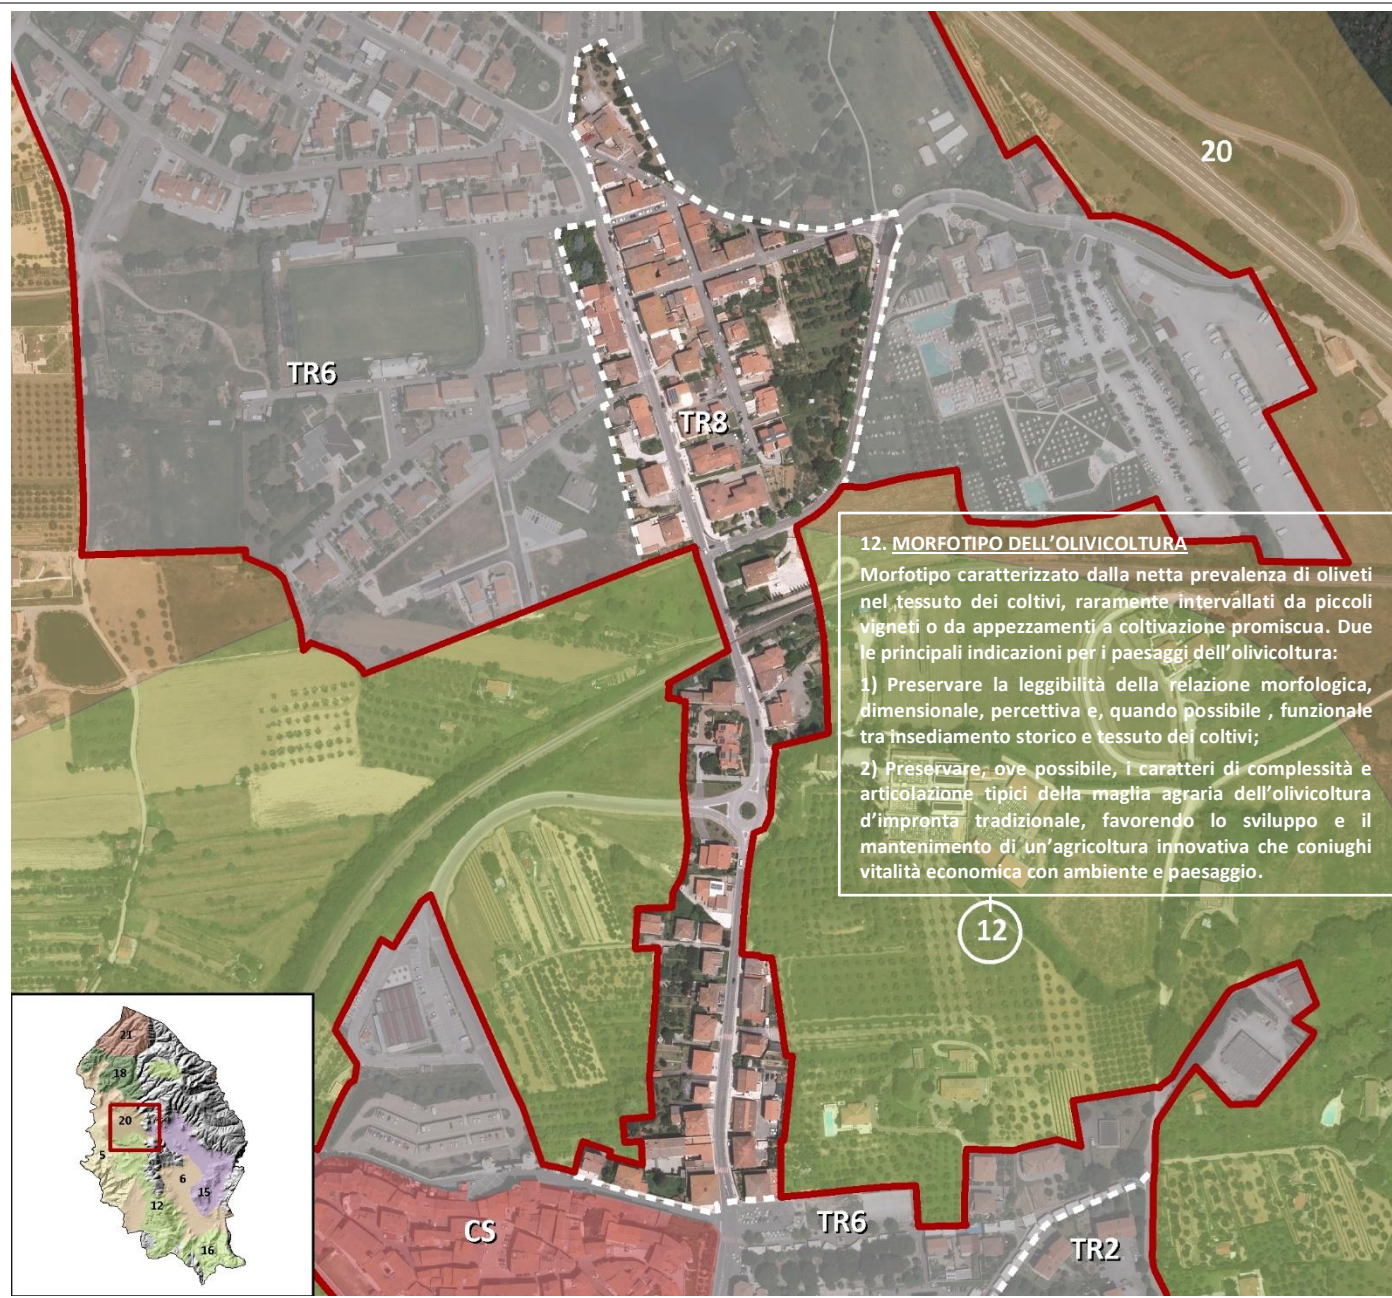 20
TR6
TR8
12. MORFOTIPO DELL’OLIVICOLTURA
Morfotipo caratterizzato dalla netta prevalenza di oliveti
nel tessuto dei coltivi, raramente intervallati da piccoli
vigneti o da appezzamenti a coltivazione promiscua. Due
le principali indicazioni per i paesaggi dell’olivicoltura:
1) Preservare la leggibilità della relazione morfologica,
dimensionale, percettiva e, quando possibile , funzionale
tra insediamento storico e tessuto dei coltivi;
2) Preservare, ove possibile, i caratteri di complessità e
articolazione tipici della maglia agraria dell’olivicoltura
d’impronta tradizionale, favorendo lo sviluppo e il
mantenimento di un’agricoltura innovativa che coniughi
vitalità economica con ambiente e paesaggio.
12
21
18
20
5
6
15
12
16
CS
TR6
TR2